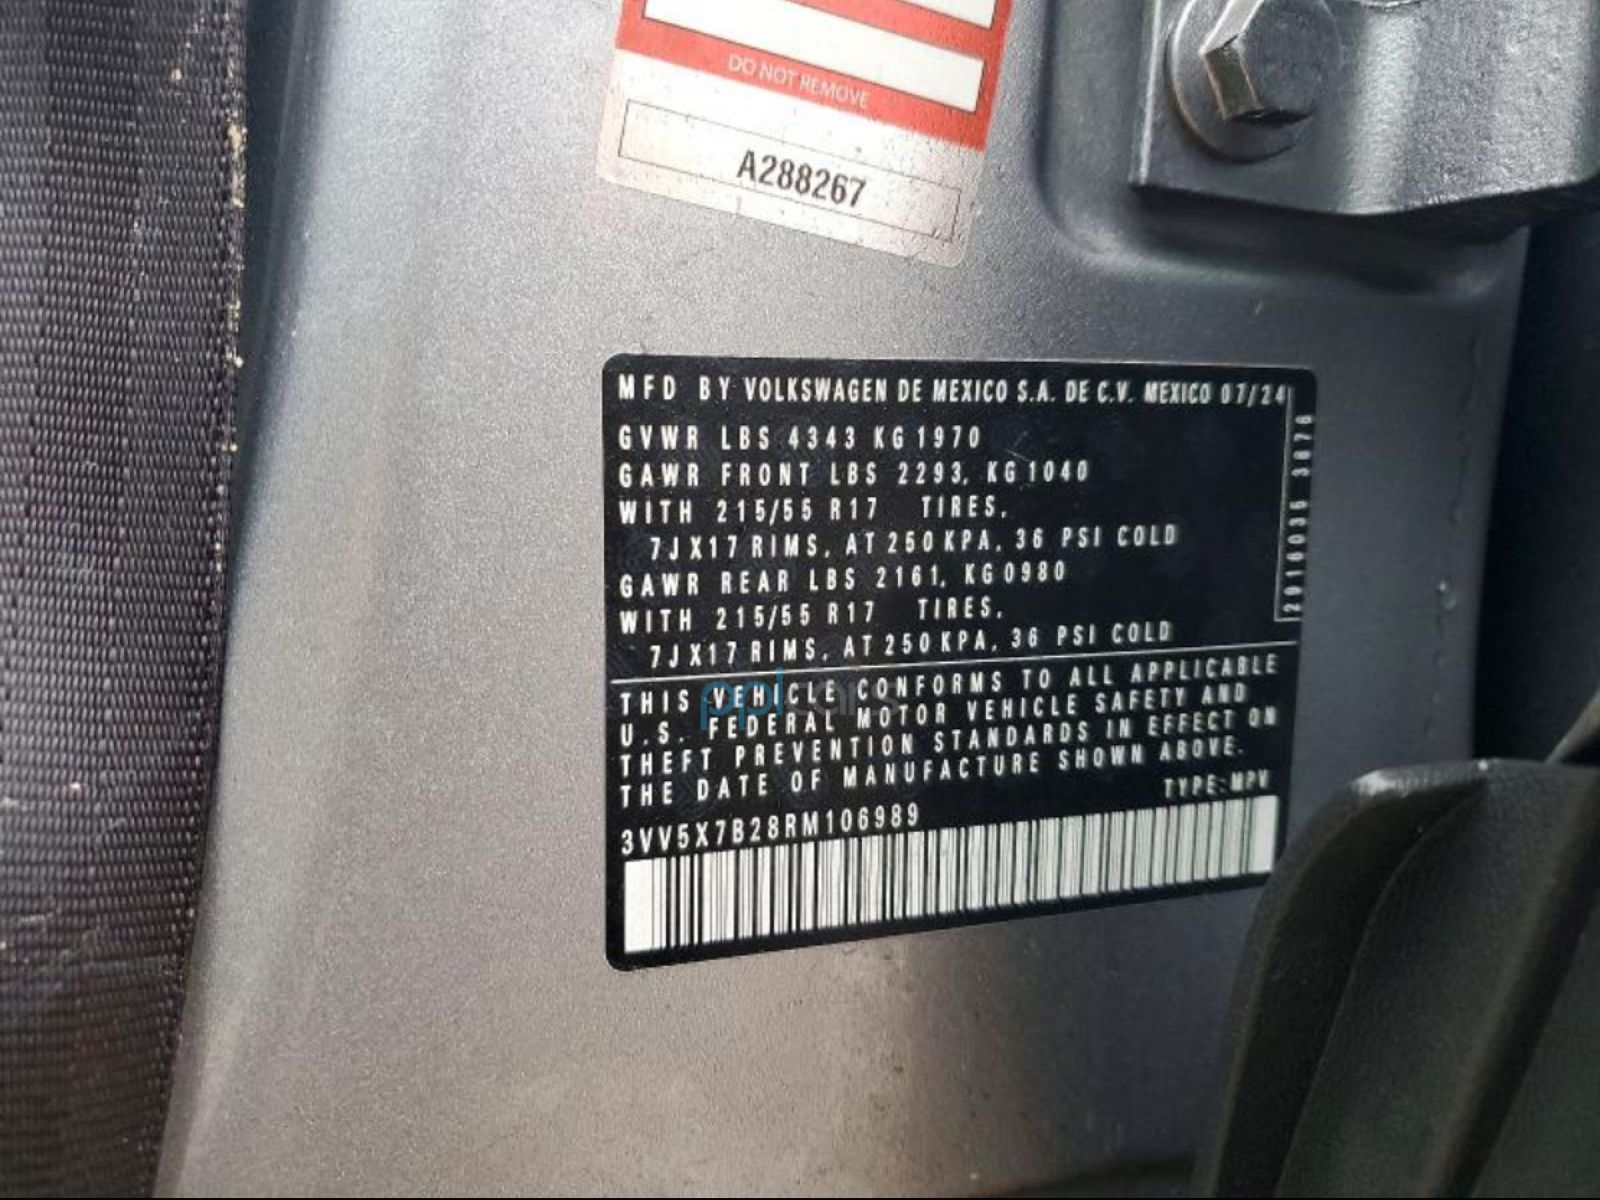 DO NOT REMOVE
A288267
MFD BY VOLKSWAGEN DE MEXICO S.A. DE C.V. MEXICO 07/24
GVWR LBS 4343 KG 1970
GAWR FRONT LBS 2293, KG 1040
WITH 215/55 R17 TIRES,
7JX17 RIMS, AT 250 KPA, 36 PSI COLD
GAWR REAR LBS 2161, KG 0980
WITH 215/55 R17 TIRES,
7JX17 RIMS, AT 250 KPA, 36 PSI COLD
2016036 3876
THIS VEHICLE CONFORMS TO ALL APPLICABLE
U.S. FEDERAL MOTOR VEHICLE SAFETY AND
THEFT PREVENTION STANDARDS IN EFFECT ON
THE DATE OF MANUFACTURE SHOWN ABOVE.
TYPE: MPV
3VV5X7B28RM106989
pplcars